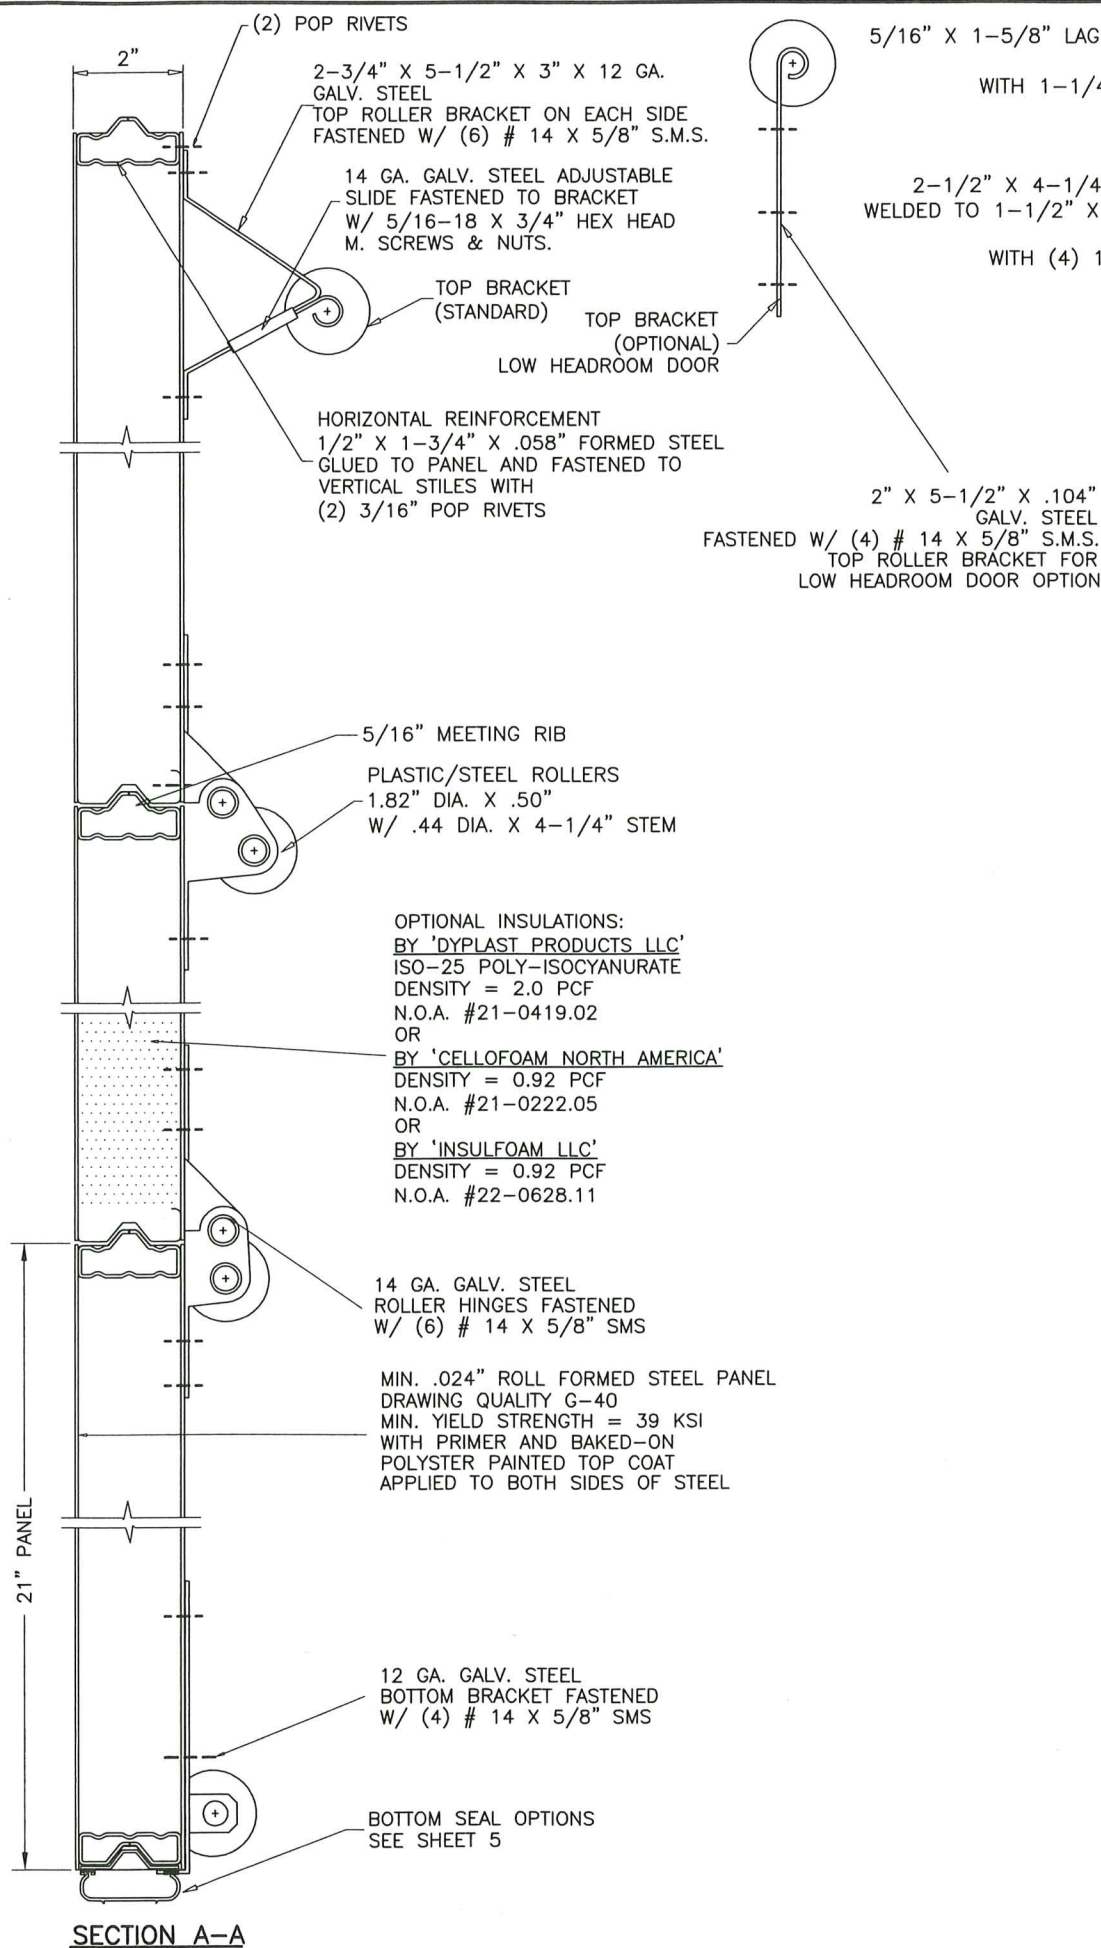 (2) POP RIVETS
2"
2-3/4" X 5-1/2" X 3" X 12 GA.
GALV. STEEL
TOP ROLLER BRACKET ON EACH SIDE
FASTENED W/ (6) # 14 X 5/8" S.M.S.
14 GA. GALV. STEEL ADJUSTABLE
SLIDE FASTENED TO BRACKET
W/ 5/16-18 X 3/4" HEX HEAD
M. SCREWS & NUTS.
TOP BRACKET
(STANDARD)
5/16" X 1-5/8" LAG
WITH 1-1/4
2-1/2" X 4-1/4
WELDED TO 1-1/2" X
WITH (4) 1
TOP BRACKET
(OPTIONAL)
LOW HEADROOM DOOR
HORIZONTAL REINFORCEMENT
1/2" X 1-3/4" X .058" FORMED STEEL
GLUED TO PANEL AND FASTENED TO
VERTICAL STILES WITH
(2) 3/16" POP RIVETS
2" X 5-1/2" X .104"
GALV. STEEL
FASTENED W/ (4) # 14 X 5/8" S.M.S.
TOP ROLLER BRACKET FOR
LOW HEADROOM DOOR OPTION
5/16" MEETING RIB
PLASTIC/STEEL ROLLERS
1.82" DIA. X .50"
W/ .44 DIA. X 4-1/4" STEM
OPTIONAL INSULATIONS:
BY 'DYPLAST PRODUCTS LLC'
ISO-25 POLY-ISOCYANURATE
DENSITY = 2.0 PCF
N.O.A. #21-0419.02
OR
BY 'CELLOFOAM NORTH AMERICA'
DENSITY = 0.92 PCF
N.O.A. #21-0222.05
OR
BY 'INSULFOAM LLC'
DENSITY = 0.92 PCF
N.O.A. #22-0628.11
14 GA. GALV. STEEL
ROLLER HINGES FASTENED
W/ (6) # 14 X 5/8" SMS
MIN. .024" ROLL FORMED STEEL PANEL
DRAWING QUALITY G-40
MIN. YIELD STRENGTH = 39 KSI
WITH PRIMER AND BAKED-ON
POLYSTER PAINTED TOP COAT
APPLIED TO BOTH SIDES OF STEEL
21" PANEL
12 GA. GALV. STEEL
BOTTOM BRACKET FASTENED
W/ (4) # 14 X 5/8" SMS
BOTTOM SEAL OPTIONS
SEE SHEET 5
SECTION A-A